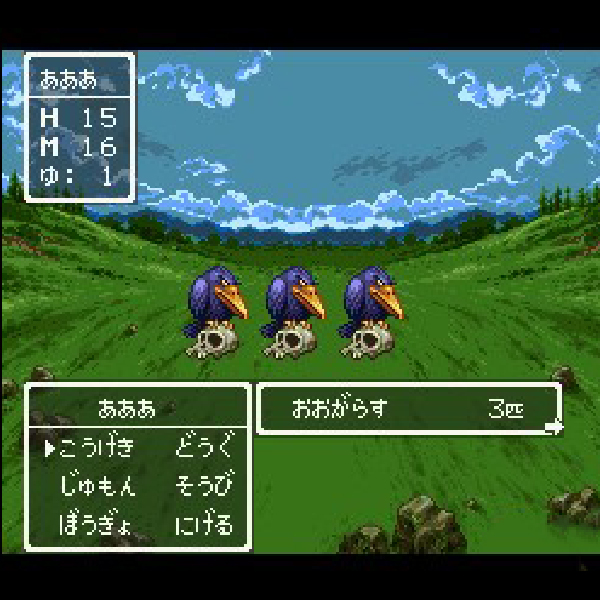 あああ
H 15
M 16
ゆ: 1
あああ
おおがらす 3匹
▶こうげき どうぐ
じゅもん そうび
ぼうぎょ にげる